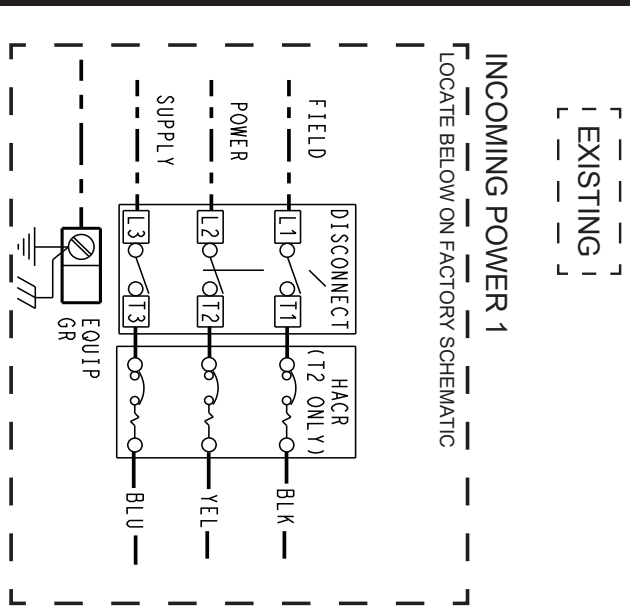 EXISTING
INCOMING POWER 1
LOCATE BELOW ON FACTORY SCHEMATIC
FIELD
POWER
SUPPLY
DISCONNECT
L1
T1
L2
T2
L3
T3
HACR
(T2 ONLY)
BLK
YEL
BLU
EQUIP
GR